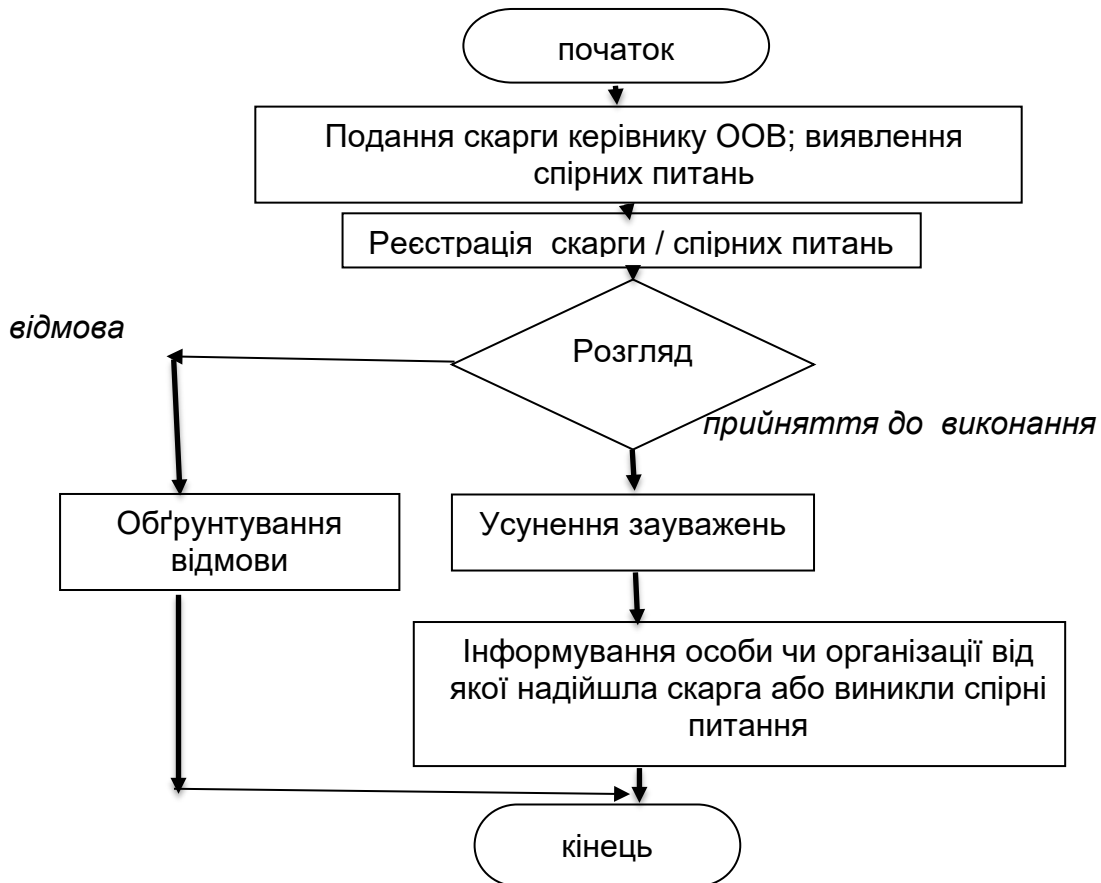 початок
Подання скарги керівнику ООВ; виявлення
спірних питань
Реєстрація скарги / спірних питань
відмова
Розгляд
прийняття до виконання
Обґрунтування
відмови
Усунення зауважень
Інформування особи чи організації від
якої надійшла скарга або виникли спірні
питання
кінець